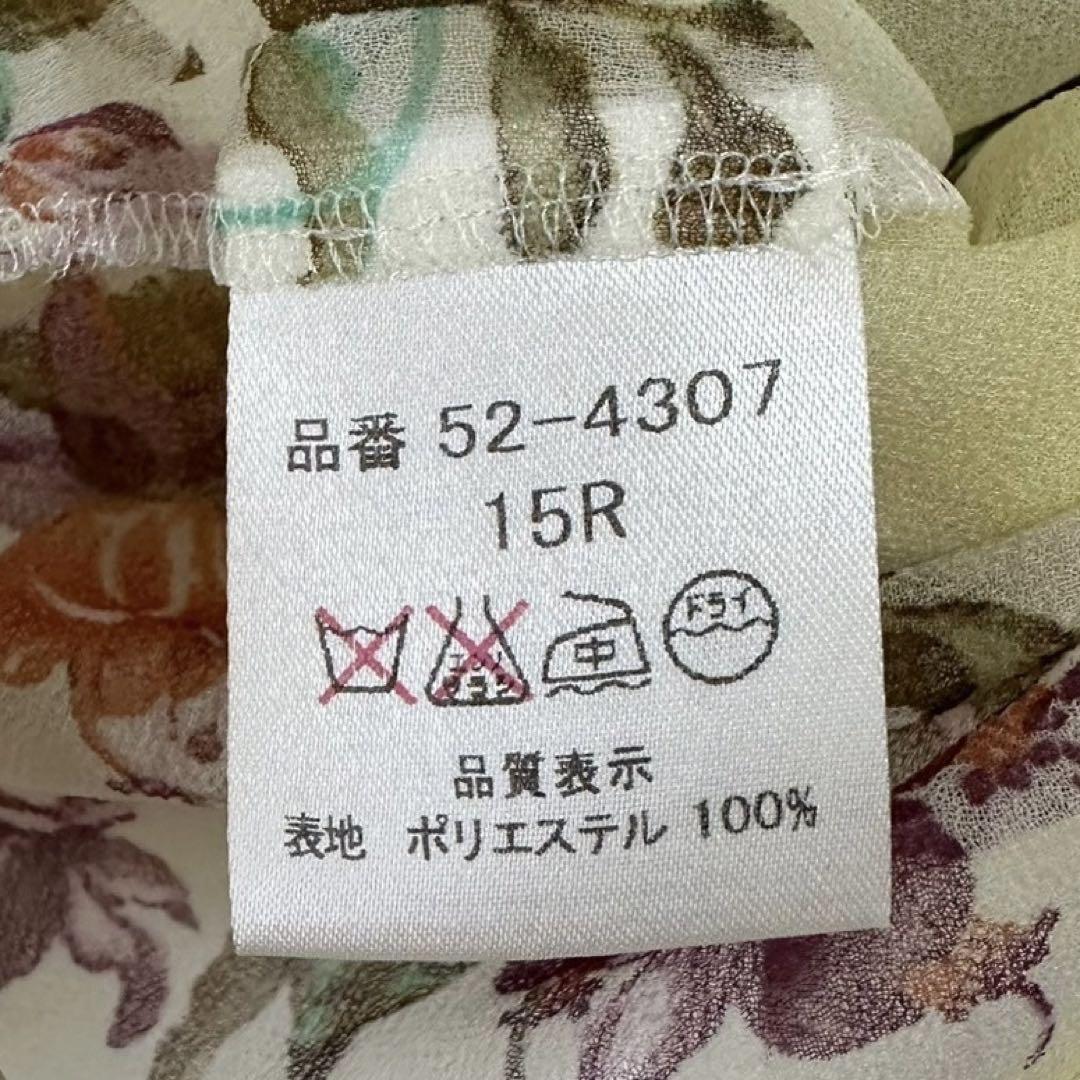 品番 52-4307
15R
エンソ
サラシ 中 ドライ
品質表示
表地 ポリエステル 100%